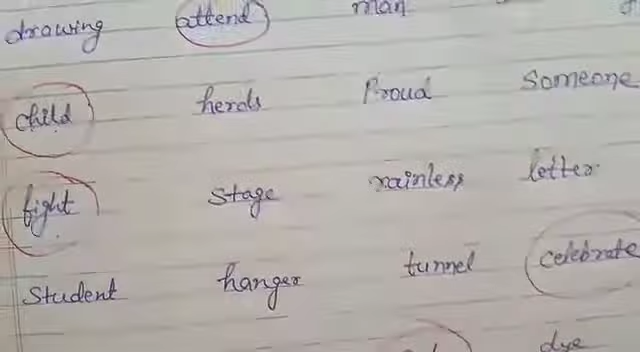 drawing attend man
child herds Proud Someone
fight stage rainless letter
Student hanger tunnel celebrate
dye